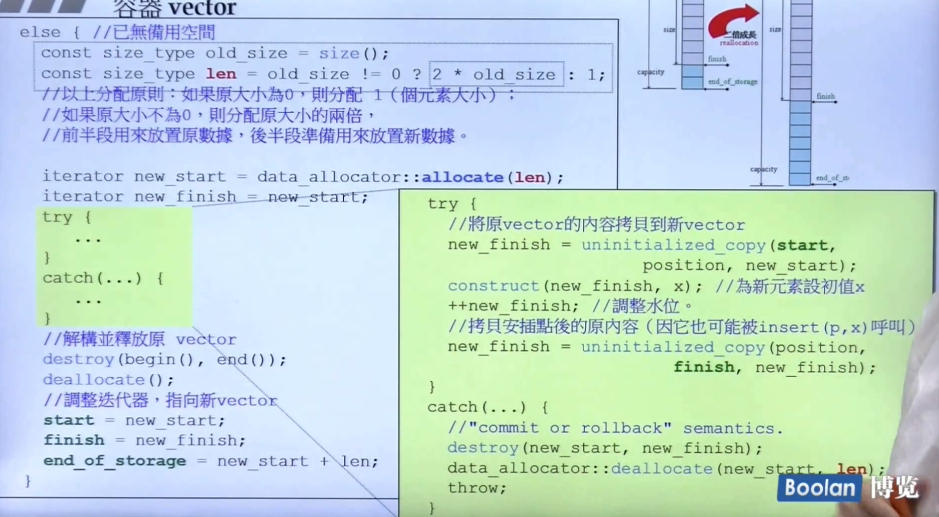 容器 vector
else { //已無備用空間
const size_type old_size = size();
const size_type len = old_size != 0 ? 2 * old_size : 1;
//以上分配原則：如果原大小為0，則分配 1（個元素大小）；
//如果原大小不為0，則分配原大小的兩倍，
//前半段用來放置原數據，後半段準備用來放置新數據。
iterator new_start = data_allocator::allocate(len);
iterator new_finish = new_start;
try {
...
}
catch(...) {
...
}
//解構並釋放原 vector
destroy(begin(), end());
deallocate();
//調整迭代器，指向新vector
start = new_start;
finish = new_finish;
end_of_storage = new_start + len;
}
try {
//將原vector的內容拷貝到新vector
new_finish = uninitialized_copy(start,
position, new_start);
construct(new_finish, x); //為新元素設初值x
++new_finish; //調整水位。
//拷貝安插點後的原內容（因它也可能被insert(p,x)呼叫）
new_finish = uninitialized_copy(position,
finish, new_finish);
}
catch(...) {
//"commit or rollback" semantics.
destroy(new_start, new_finish);
data_allocator::deallocate(new_start, len);
throw;
}
size
finish
capacity
end_of_storage
二倍成長
reallocation
size
finish
capacity
end_of_st
Boolan 博览